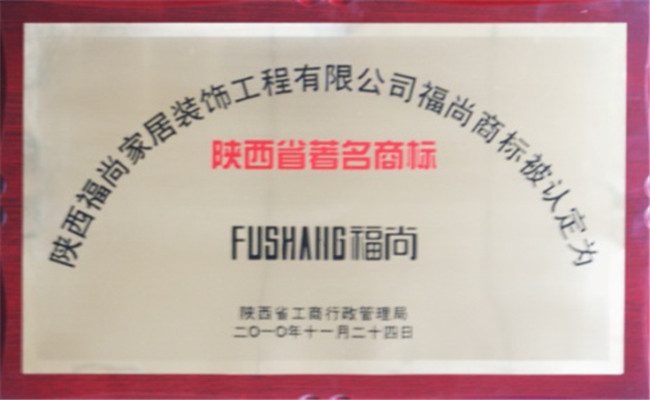 陕西福尚家居装饰工程有限公司福尚商标被认定为
陕西省著名商标
FUSHANG福尚
陕西省工商行政管理局
二〇一〇年十一月二十四日